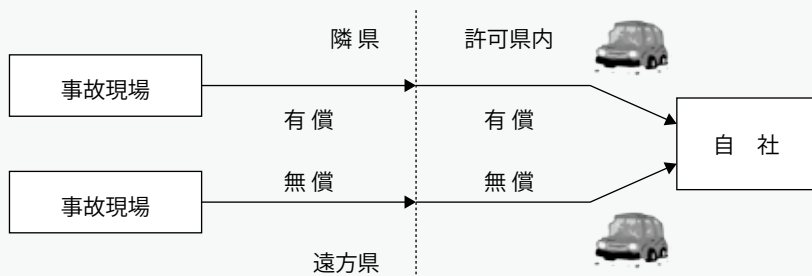 隣 県
許可県内
事故現場
有 償
有 償
自　社
無 償
無 償
事故現場
遠方県